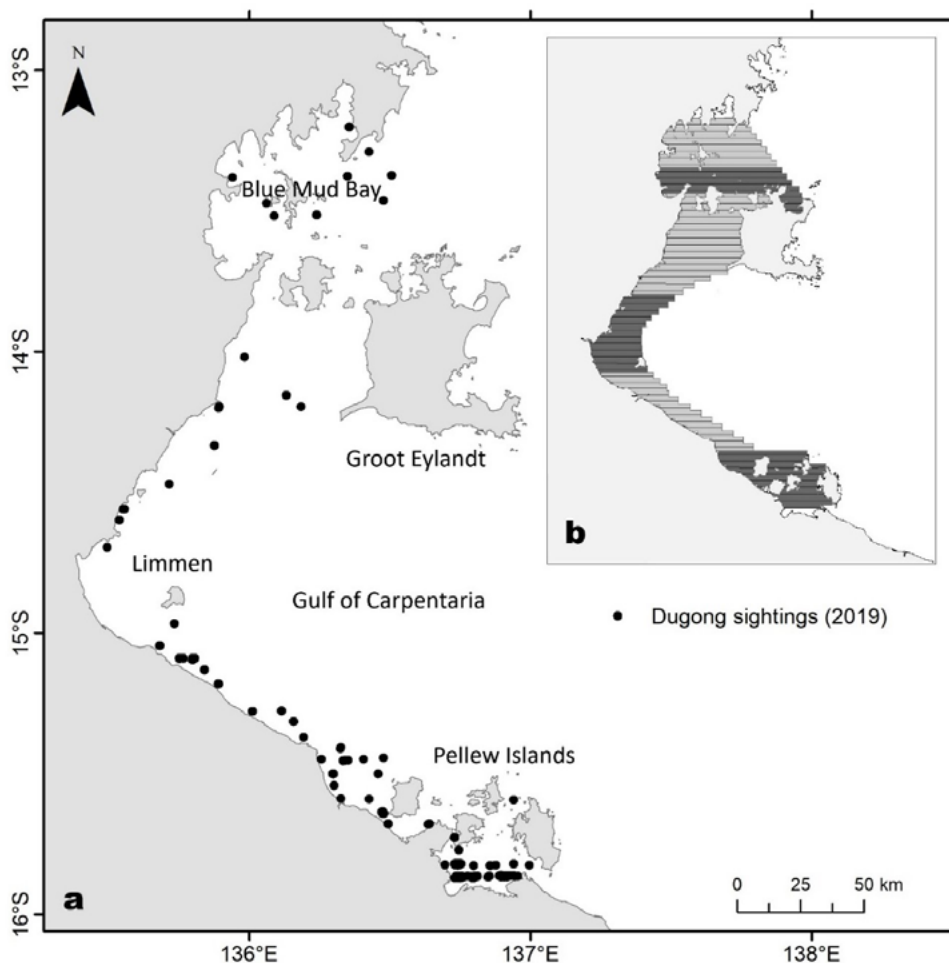 N
13°S
Blue Mud Bay
14°S
Groot Eylandt
b
Limmen
Gulf of Carpentaria
Dugong sightings (2019)
15°S
Pellew Islands
a
0 25 50 km
16°S
136°E 137°E 138°E